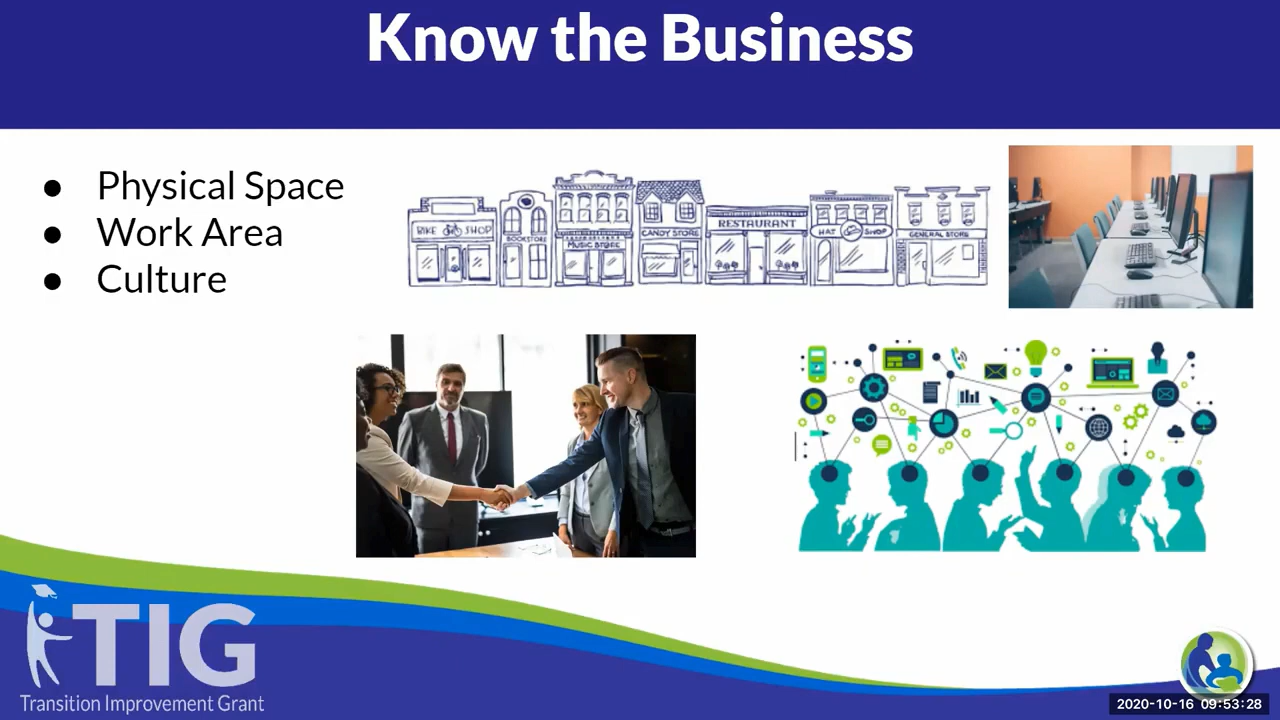 Know the Business
● Physical Space
● Work Area
● Culture
BIKE SHOP
BOOKSTORE
MUSIC STORE
CANDY STORE
RESTAURANT
HAT SHOP
GENERAL STORE
TIG
Transition Improvement Grant
2020-10-16 09:53:28